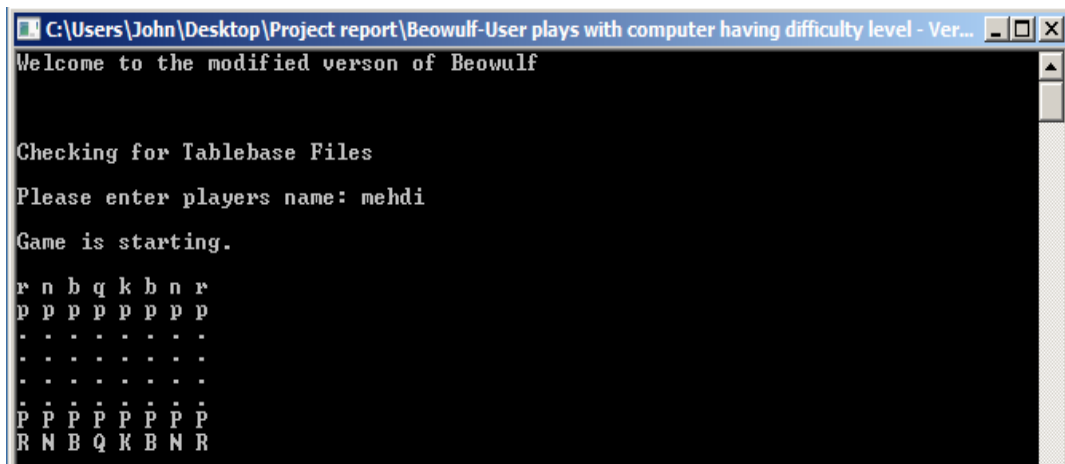 C:\Users\John\Desktop\Project report\Beowulf-User plays with computer having difficulty level - Ver...
Welcome to the modified verson of Beowulf
Checking for Tablebase Files
Please enter players name: mehdi
Game is starting.
r n b q k b n r
p p p p p p p p
. . . . . . . .
. . . . . . . .
. . . . . . . .
. . . . . . . .
P P P P P P P P
R N B Q K B N R